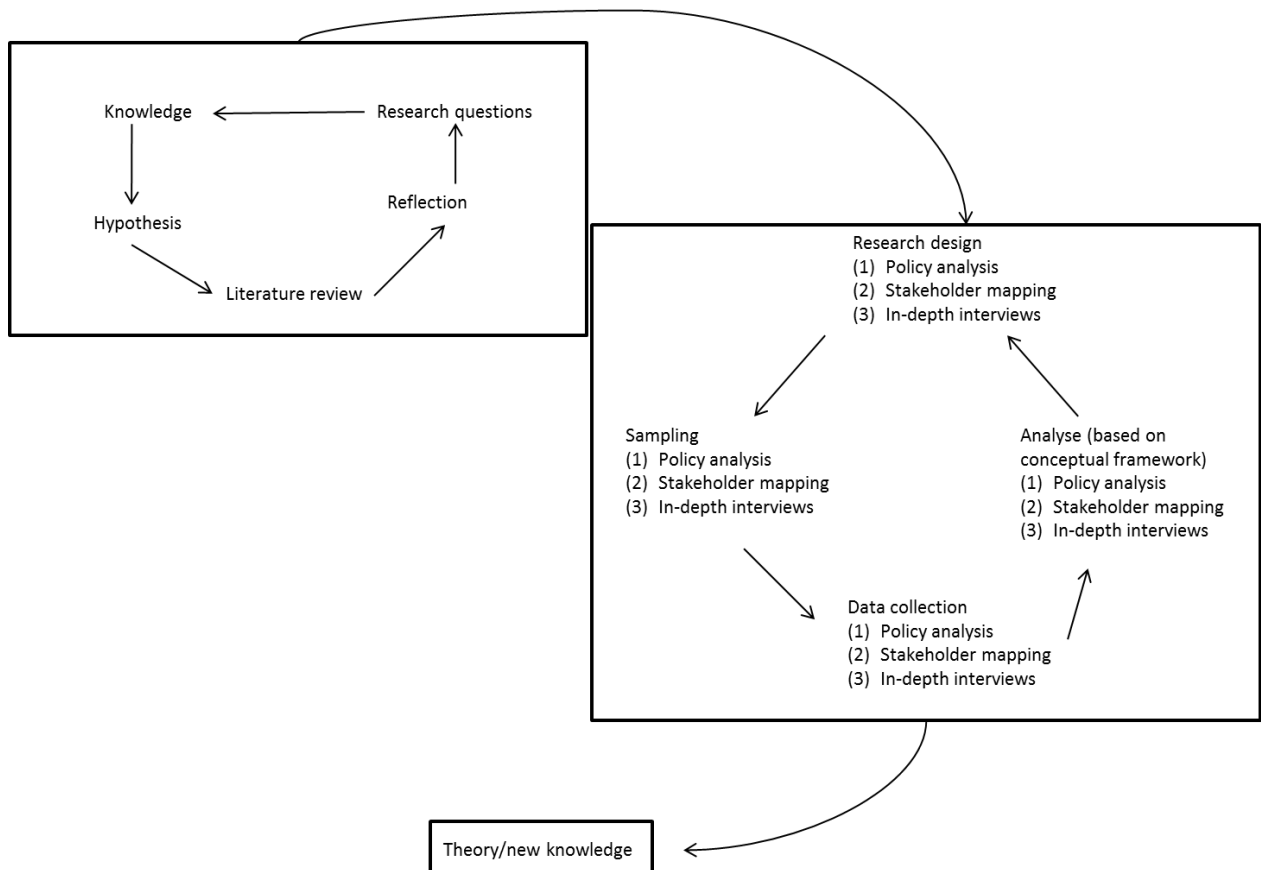 Knowledge
Research questions
Reflection
Hypothesis
Literature review
Research design
(1) Policy analysis
(2) Stakeholder mapping
(3) In-depth interviews
Sampling
(1) Policy analysis
(2) Stakeholder mapping
(3) In-depth interviews
Analyse (based on
conceptual framework)
(1) Policy analysis
(2) Stakeholder mapping
(3) In-depth interviews
Data collection
(1) Policy analysis
(2) Stakeholder mapping
(3) In-depth interviews
Theory/new knowledge